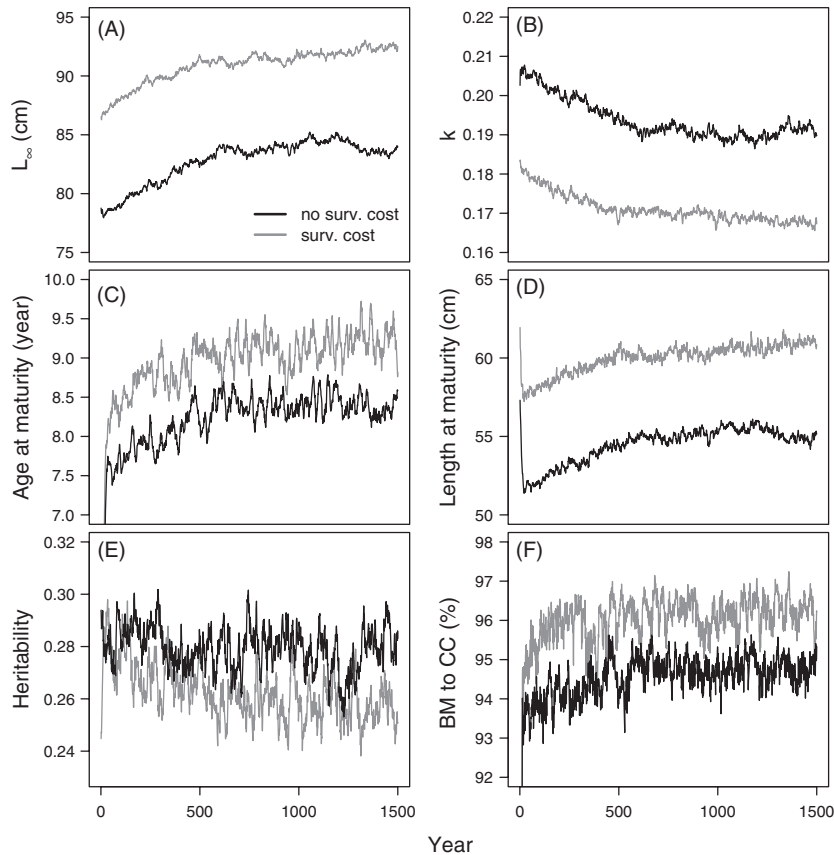 (A)
L∞ (cm)
95
90
85
80
75
no surv. cost
surv. cost
(B)
k
0.22
0.21
0.20
0.19
0.18
0.17
0.16
(C)
Age at maturity (year)
10.0
9.5
9.0
8.5
8.0
7.5
7.0
(D)
Length at maturity (cm)
65
60
55
50
(E)
Heritability
0.32
0.30
0.28
0.26
0.24
0 500 1000 1500
(F)
BM to CC (%)
98
97
96
95
94
93
92
0 500 1000 1500
Year